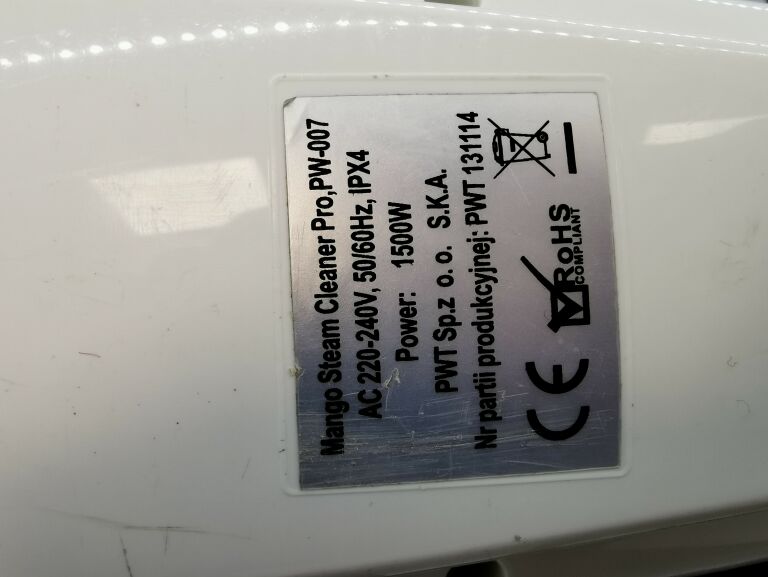 Mango Steam Cleaner Pro,PW-007
AC 220-240V, 50/60Hz, IPX4
Power: 1500W
PWT Sp.z o.o. S.K.A.
Nr partii produkcyjnej: PWT 131114
CE
RoHS
COMPLIANT